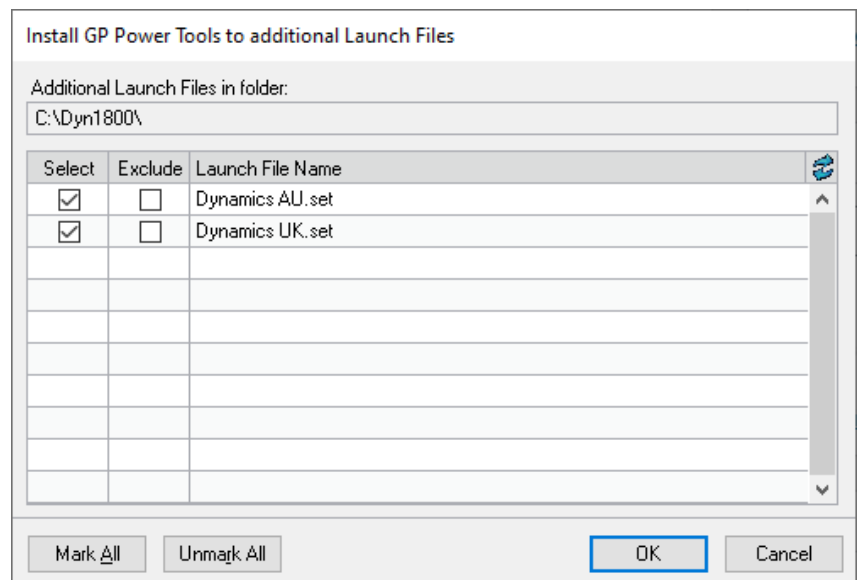 Install GP Power Tools to additional Launch Files
Additional Launch Files in folder:
C:\Dyn1800\
Select Exclude Launch File Name
Dynamics AU.set
Dynamics UK.set
Mark All Unmark All OK Cancel